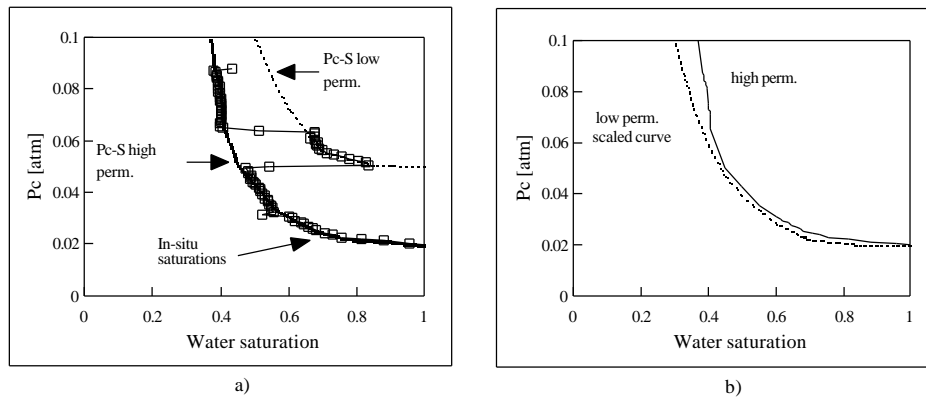 0.1
0.08
0.06
0.04
0.02
0
Pc [atm]
Pc-S low
perm.
Pc-S high
perm.
In-situ
saturations
0 0.2 0.4 0.6 0.8 1
Water saturation
a)
0.1
0.08
0.06
0.04
0.02
0
Pc [atm]
high perm.
low perm.
scaled curve
0 0.2 0.4 0.6 0.8 1
Water saturation
b)